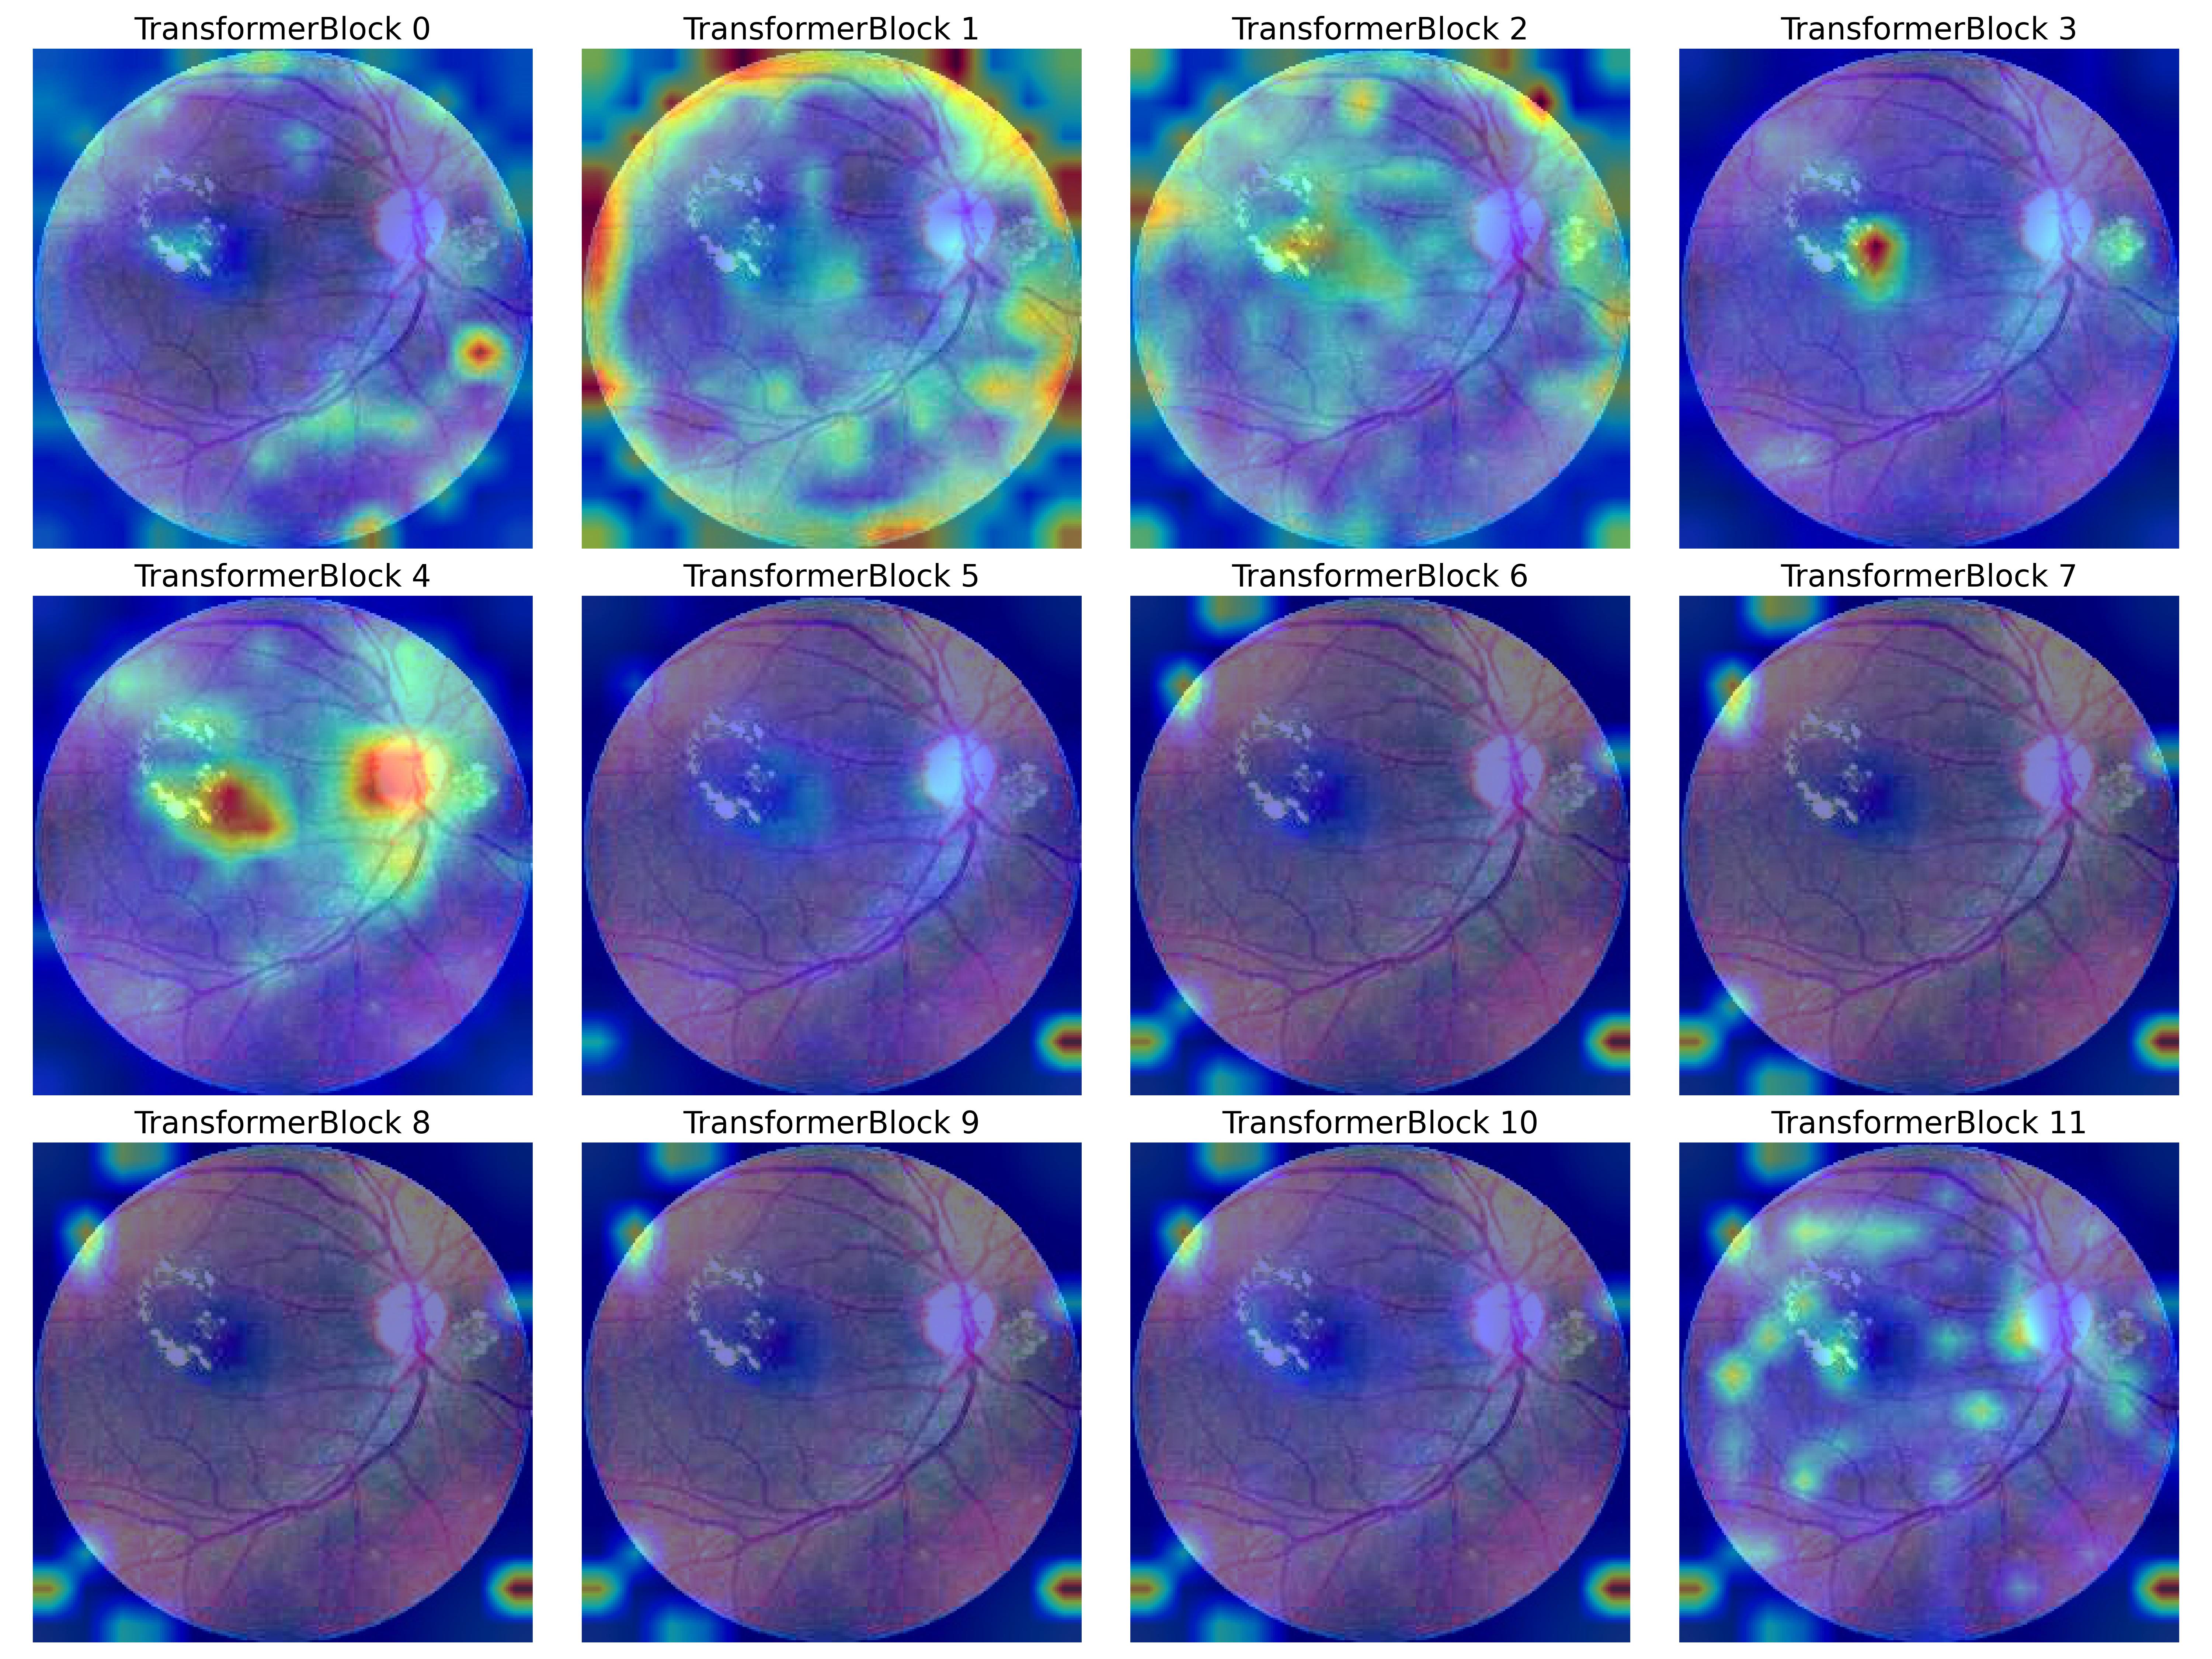 TransformerBlock 0
TransformerBlock 1
TransformerBlock 2
TransformerBlock 3
TransformerBlock 4
TransformerBlock 5
TransformerBlock 6
TransformerBlock 7
TransformerBlock 8
TransformerBlock 9
TransformerBlock 10
TransformerBlock 11